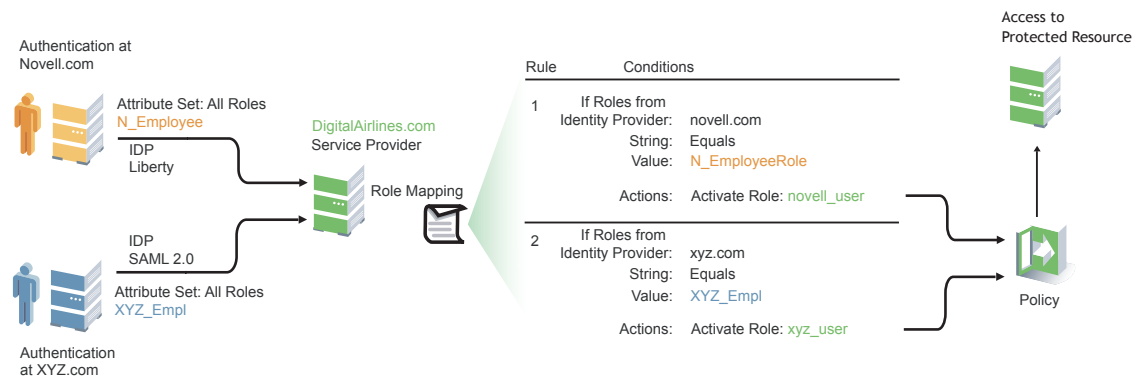 Authentication at
Novell.com
Attribute Set: All Roles
N_Employee
IDP
Liberty
DigitalAirlines.com
Service Provider
Role Mapping
IDP
SAML 2.0
Attribute Set: All Roles
XYZ_Empl
Authentication
at XYZ.com
Rule Conditions
1 If Roles from
Identity Provider: novell.com
String: Equals
Value: N_EmployeeRole
Actions: Activate Role: novell_user
2 If Roles from
Identity Provider: xyz.com
String: Equals
Value: XYZ_Empl
Actions: Activate Role: xyz_user
Access to
Protected Resource
Policy